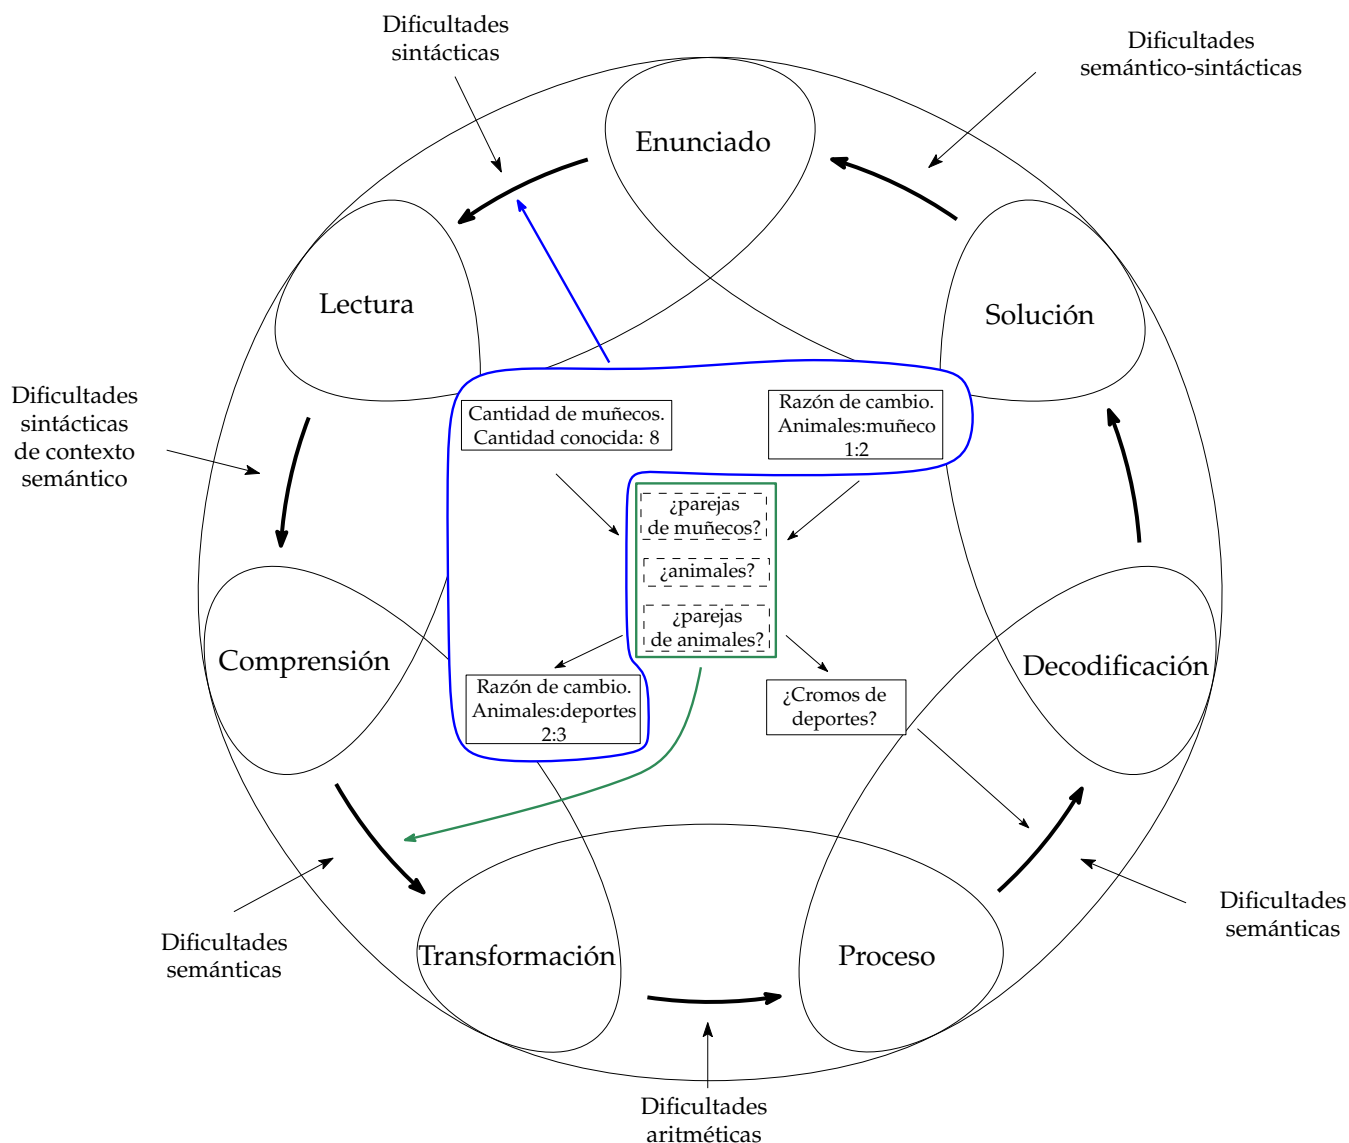 Dificultades
sintácticas
Dificultades
semántico-sintácticas
Enunciado
Lectura
Solución
Dificultades
sintácticas
de contexto
semántico
Cantidad de muñecos.
Cantidad conocida: 8
Razón de cambio.
Animales:muñeco
1:2
¿parejas
de muñecos?
¿animales?
¿parejas
de animales?
Comprensión
Decodificación
Razón de cambio.
Animales:deportes
2:3
¿Cromos de
deportes?
Dificultades
semánticas
Dificultades
semánticas
Transformación
Proceso
Dificultades
aritméticas